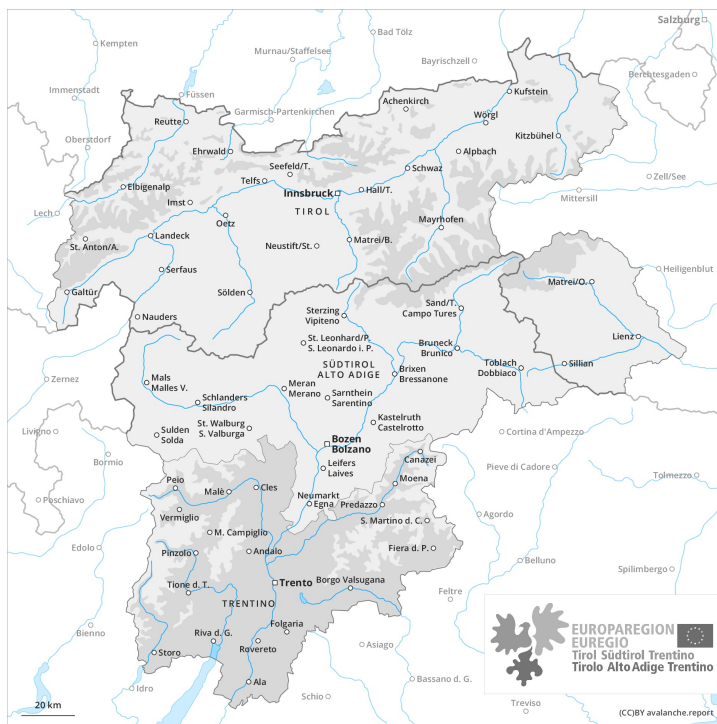 Salzburg
Kempten
Bad Tölz
Murnau/Staffelsee
Bayrischzell
Berchtesgaden
Immenstadt
Füssen
Kufstein
Achenkirch
Garmisch-Partenkirchen
Reutte
Wörgl
Oberstdorf
Kitzbühel
Ehrwald
Alpbach
Seefeld/T.
Schwaz
Zell/See
Telfs
Elbigenalp
Innsbruck
Hall/T.
Mittersill
Imst
Lech
TIROL
Oetz
Mayrhofen
Landeck
St. Anton/A.
Neustift/St.
Matrei/B.
Serfaus
Heiligenblut
Matrei/O.
Galtür
Sölden
Sand/T.
Campo Tures
Nauders
Sterzing
Vipiteno
Lienz
St. Leonhard/P.
S. Leonardo i. P.
Bruneck
Brunico
SÜDTIROL
ALTO ADIGE
Toblach
Dobbiaco
Sillian
Brixen
Bressanone
Zernez
Mals
Malles V.
Meran
Merano
Schlanders
Silandro
Sarnthein
Sarentino
St. Walburg
S. Valburga
Kastelruth
Castelrotto
Livigno
Sulden
Solda
Cortina d'Ampezzo
Bozen
Bolzano
Bormio
Canazei
Pieve di Cadore
Leifers
Laives
Tolmezzo
Peio
Moena
Malè
Cles
Neumarkt
Egna
Predazzo
Poschiavo
Vermiglio
Agordo
S. Martino d. C.
M. Campiglio
Edolo
Pinzolo
Andalo
Fiera d. P.
Belluno
Spilimbergo
Trento
Borgo Valsugana
Tione d. T.
Feltre
TRENTINO
Folgaria
Bienno
Riva d. G.
Rovereto
Asiago
Storo
Ala
Bassano d. G.
Idro
Schio
Treviso
EUROPAREGION
EUREGIO
Tirol Südtirol Trentino
Tirolo Alto Adige Trentino
20 km
(CC)BY avalanche.report